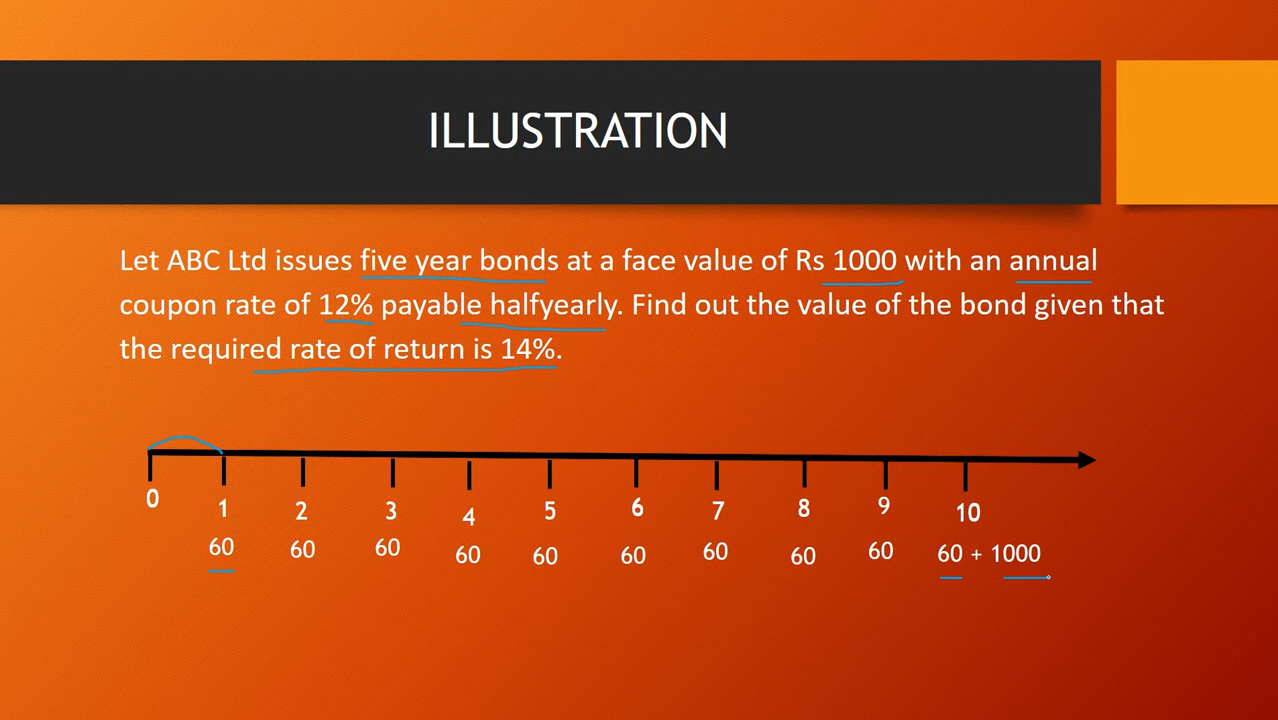 ILLUSTRATION
Let ABC Ltd issues five year bonds at a face value of Rs 1000 with an annual
coupon rate of 12% payable halfyearly. Find out the value of the bond given that
the required rate of return is 14%.
0 1 2 3 4 5 6 7 8 9 10
60 60 60 60 60 60 60 60 60 60 + 1000